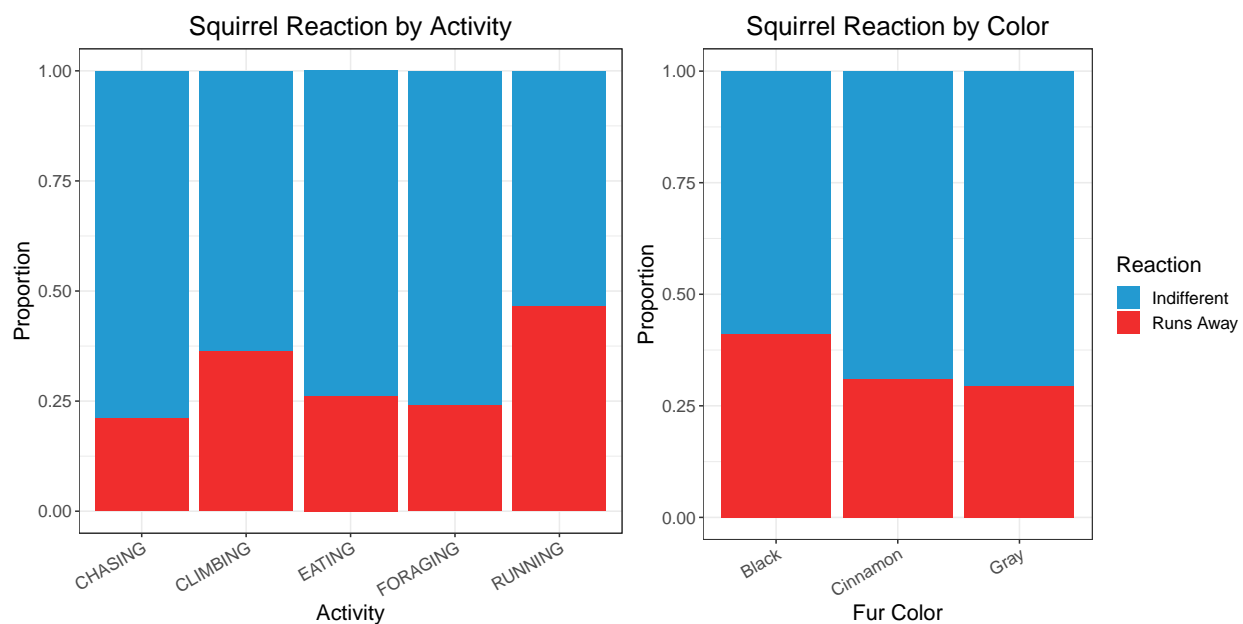 Squirrel Reaction by Activity
1.00
0.75
0.50
0.25
0.00
Proportion
CHASING
CLIMBING
EATING
FORAGING
RUNNING
Activity
Squirrel Reaction by Color
1.00
0.75
0.50
0.25
0.00
Proportion
Black
Cinnamon
Gray
Fur Color
Reaction
Indifferent
Runs Away